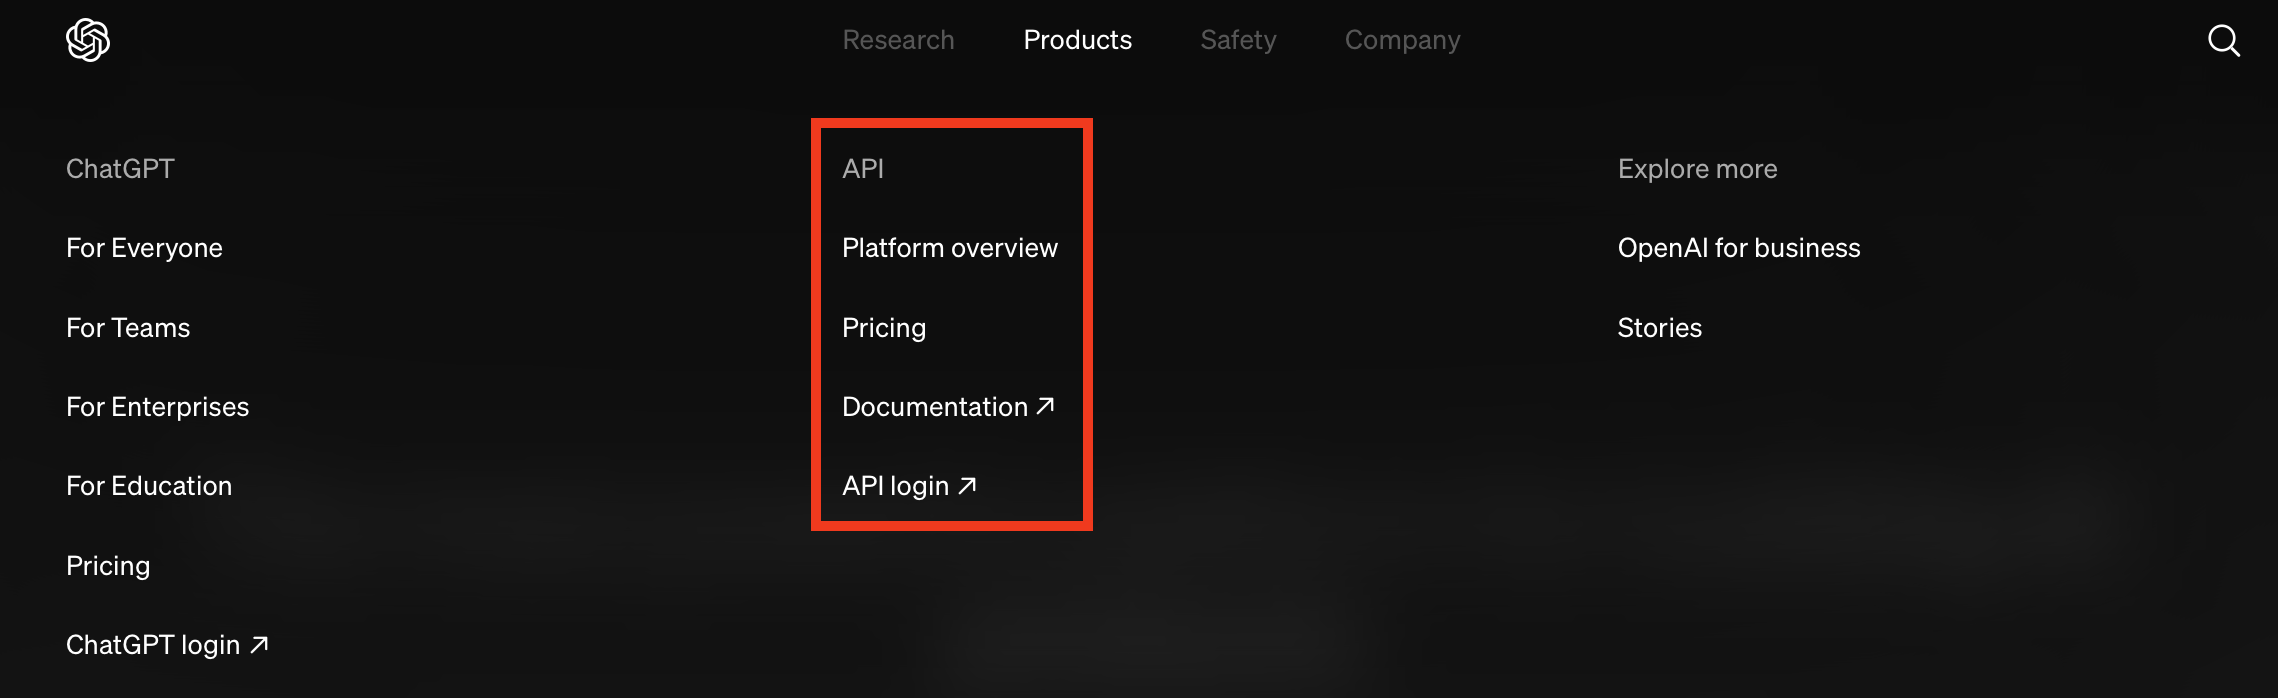 Research
Products
Safety
Company
ChatGPT
For Everyone
For Teams
For Enterprises
For Education
Pricing
ChatGPT login ↗
API
Platform overview
Pricing
Documentation ↗
API login ↗
Explore more
OpenAI for business
Stories